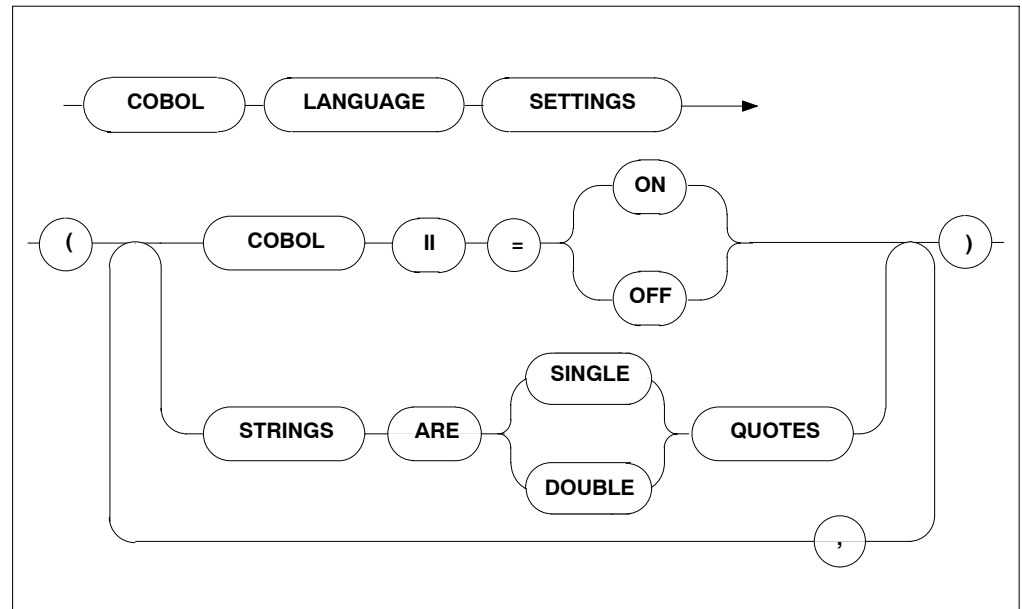 COBOL LANGUAGE SETTINGS
ON
( COBOL II = )
OFF
SINGLE
STRINGS ARE QUOTES
DOUBLE
,